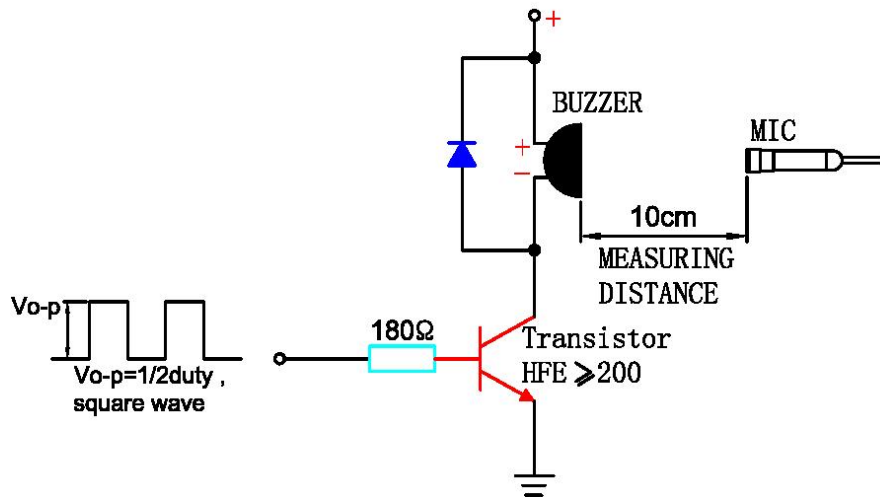 +
BUZZER
MIC
+
−
10cm
MEASURING
DISTANCE
Vo-p
180Ω
Transistor
HFE ⩾200
Vo-p=1/2duty ,
square wave